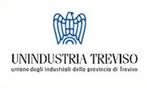 UNINDUSTRIA TREVISO
unione degli industriali della provincia di Treviso